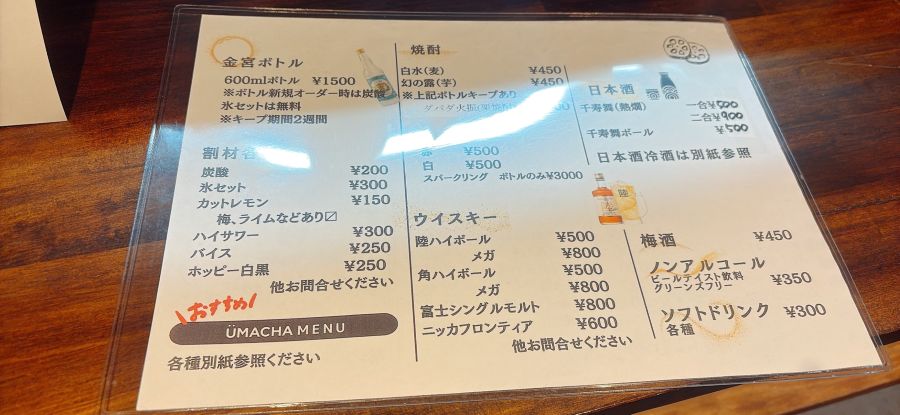 金宮ボトル
600mlボトル ¥1500
※ボトル新規オーダー時は炭酸
氷セットは無料
※キープ期間2週間
割材各
炭酸 ¥200
氷セット ¥300
カットレモン ¥150
梅、ライムなどあり〼
ハイサワー ¥300
バイス ¥250
ホッピー白黒 ¥250
他お問合せください
おすすめ
ÜMACHA MENU
各種別紙参照ください
焼酎
白水(麦) ¥450
幻の露(芋) ¥450
※上記ボトルキープあり
赤 ¥500
白 ¥500
スパークリング ボトルのみ¥3000
ウイスキー
陸ハイボール ¥500
メガ ¥800
角ハイボール ¥500
メガ ¥800
富士シングルモルト ¥800
ニッカフロンティア ¥600
他お問合せください
日本酒
千寿舞(熱燗) 一合¥500
二合¥900
千寿舞ボール ¥500
日本酒冷酒は別紙参照
陸
梅酒 ¥450
ノンアルコール
ビールテイスト飲料
グリーンズフリー ¥350
ソフトドリンク ¥300
各種